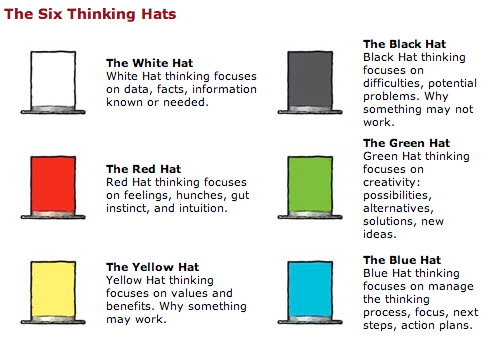 The Six Thinking Hats
The White Hat
White Hat thinking focuses
on data, facts, information
known or needed.
The Black Hat
Black Hat thinking
focuses on
difficulties, potential
problems. Why
something may not
work.
The Red Hat
Red Hat thinking focuses
on feelings, hunches, gut
instinct, and intuition.
The Green Hat
Green Hat thinking
focuses on
creativity:
possibilities,
alternatives,
solutions, new
ideas.
The Yellow Hat
Yellow Hat thinking
focuses on values and
benefits. Why something
may work.
The Blue Hat
Blue Hat thinking
focuses on manage
the thinking
process, focus, next
steps, action plans.